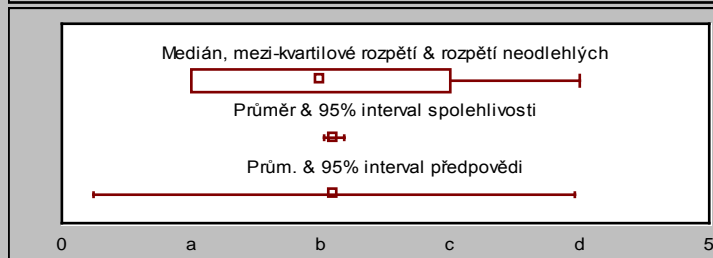 Medián, mezi-kvartilové rozpětí & rozpětí neodlehlých
Průměr & 95% interval spolehlivosti
Prům. & 95% interval předpovědi
0 a b c d 5